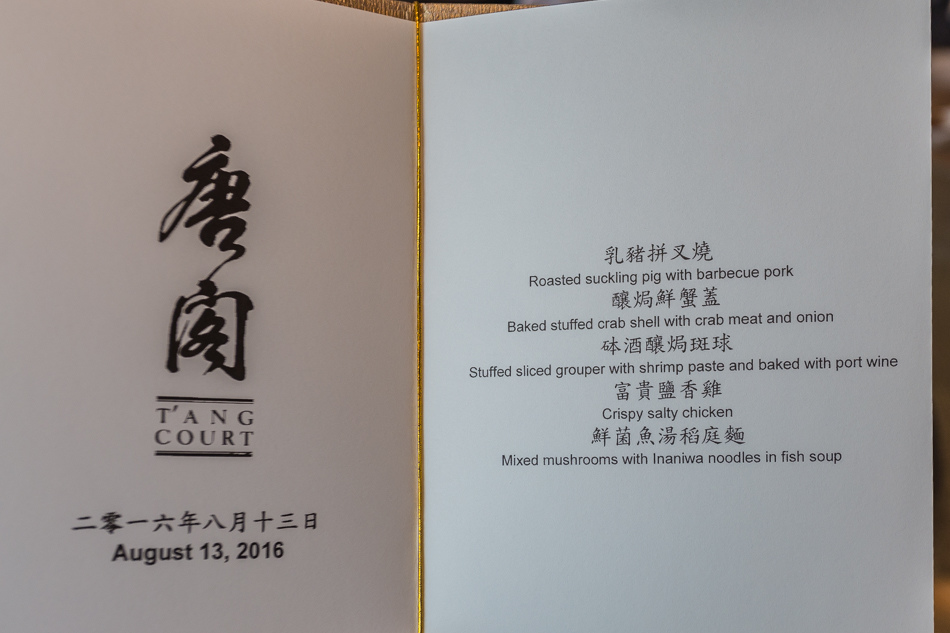 唐
阁
T'ANG
COURT
二零一六年八月十三日
August 13, 2016
乳豬拼叉燒
Roasted suckling pig with barbecue pork
釀焗鮮蟹蓋
Baked stuffed crab shell with crab meat and onion
砵酒釀焗斑球
Stuffed sliced grouper with shrimp paste and baked with port wine
富貴鹽香雞
Crispy salty chicken
鮮菌魚湯稻庭麵
Mixed mushrooms with Inaniwa noodles in fish soup